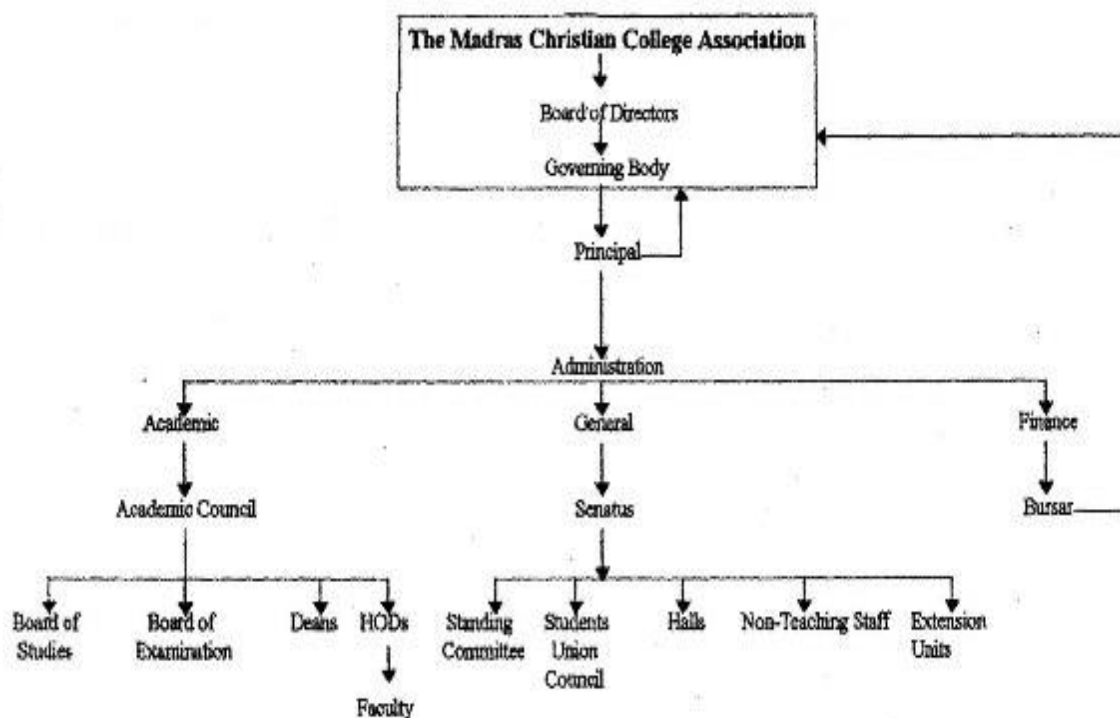 The Madras Christian College Association
Board of Directors
Governing Body
Principal
Administration
Academic
General
Finance
Academic Council
Senatus
Bursar
Board of
Studies
Board of
Examination
Deans
HODs
Standing
Committee
Students
Union
Council
Halls
Non-Teaching Staff
Extension
Units
Faculty